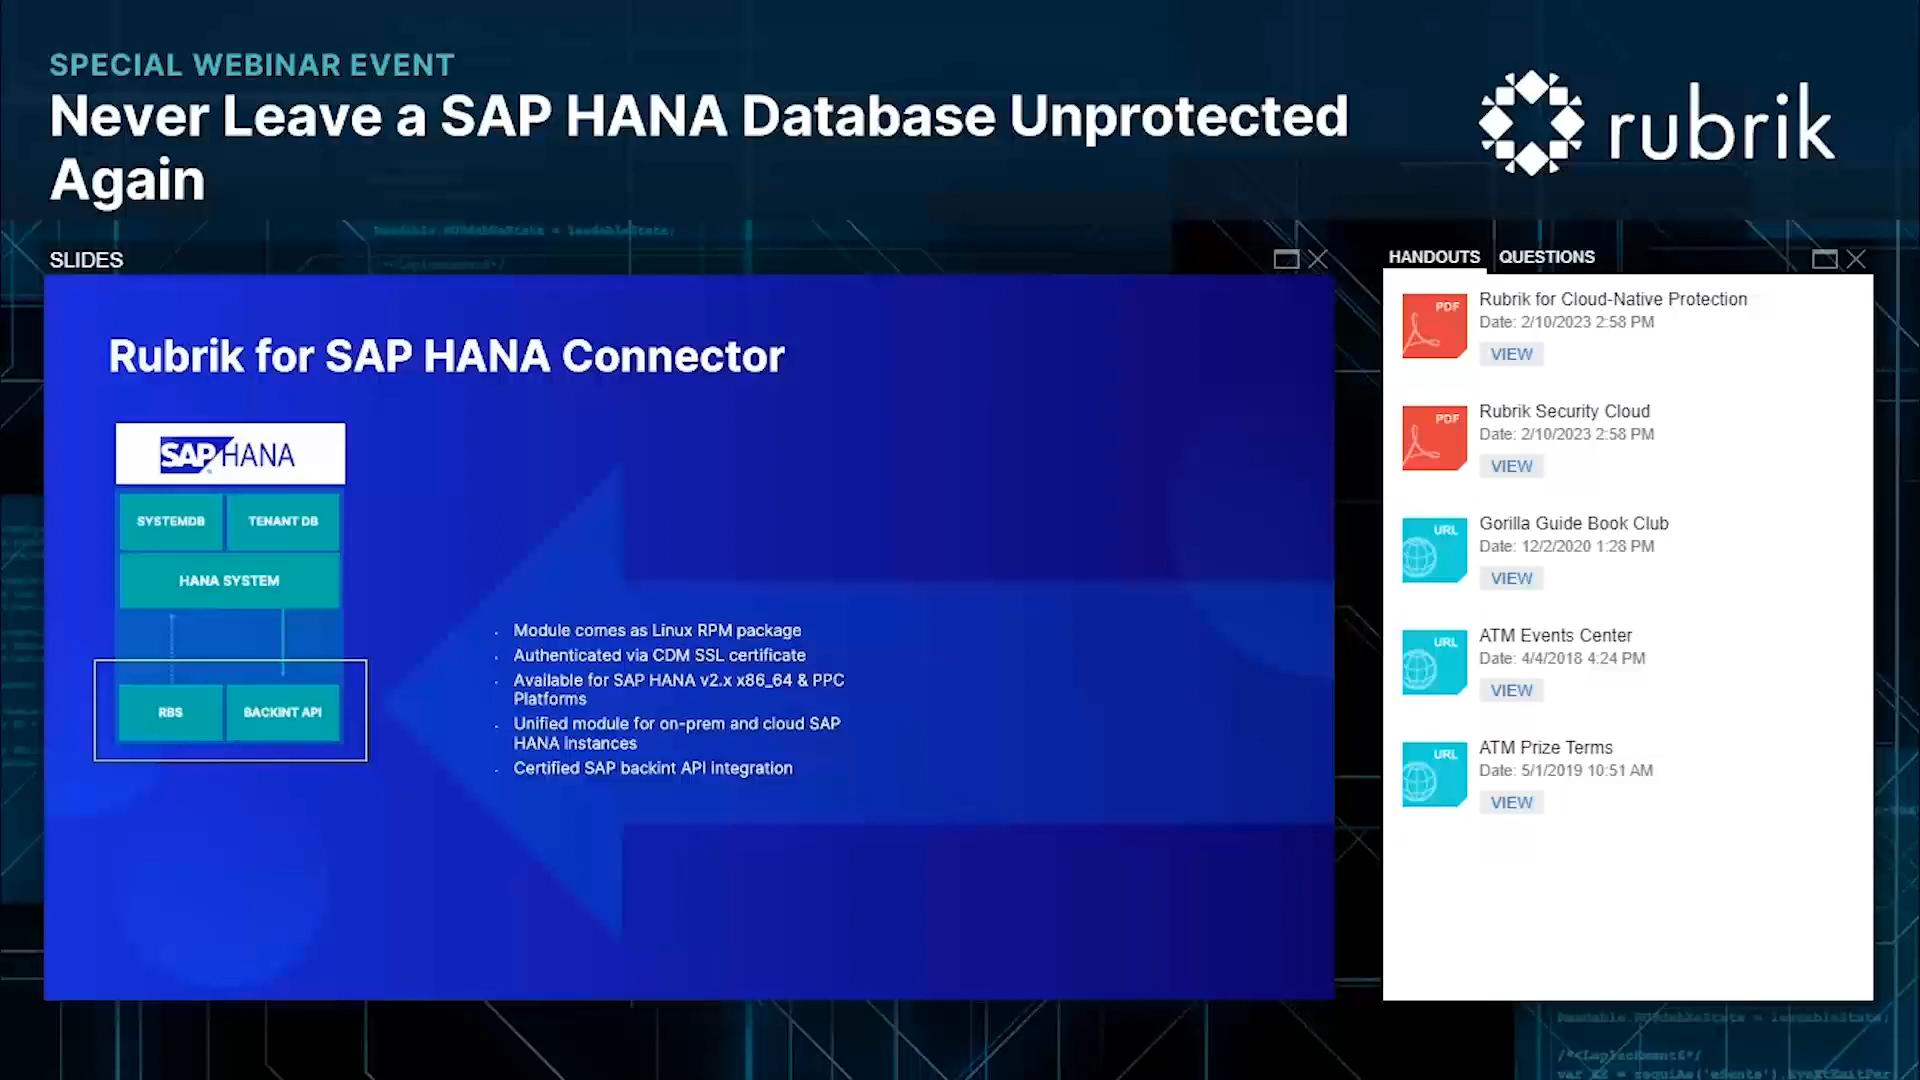 SPECIAL WEBINAR EVENT
Never Leave a SAP HANA Database Unprotected
Again
rubrik
SLIDES
Rubrik for SAP HANA Connector
SAP HANA
SYSTEMDB
TENANT DB
HANA SYSTEM
RBS
BACKINT API
· Module comes as Linux RPM package
· Authenticated via CDM SSL certificate
· Available for SAP HANA v2.x x86_64 & PPC
Platforms
· Unified module for on-prem and cloud SAP
HANA instances
· Certified SAP backint API integration
HANDOUTS QUESTIONS
PDF
Rubrik for Cloud-Native Protection
Date: 2/10/2023 2:58 PM
VIEW
PDF
Rubrik Security Cloud
Date: 2/10/2023 2:58 PM
VIEW
URL
Gorilla Guide Book Club
Date: 12/2/2020 1:28 PM
VIEW
URL
ATM Events Center
Date: 4/4/2018 4:24 PM
VIEW
URL
ATM Prize Terms
Date: 5/1/2019 10:51 AM
VIEW